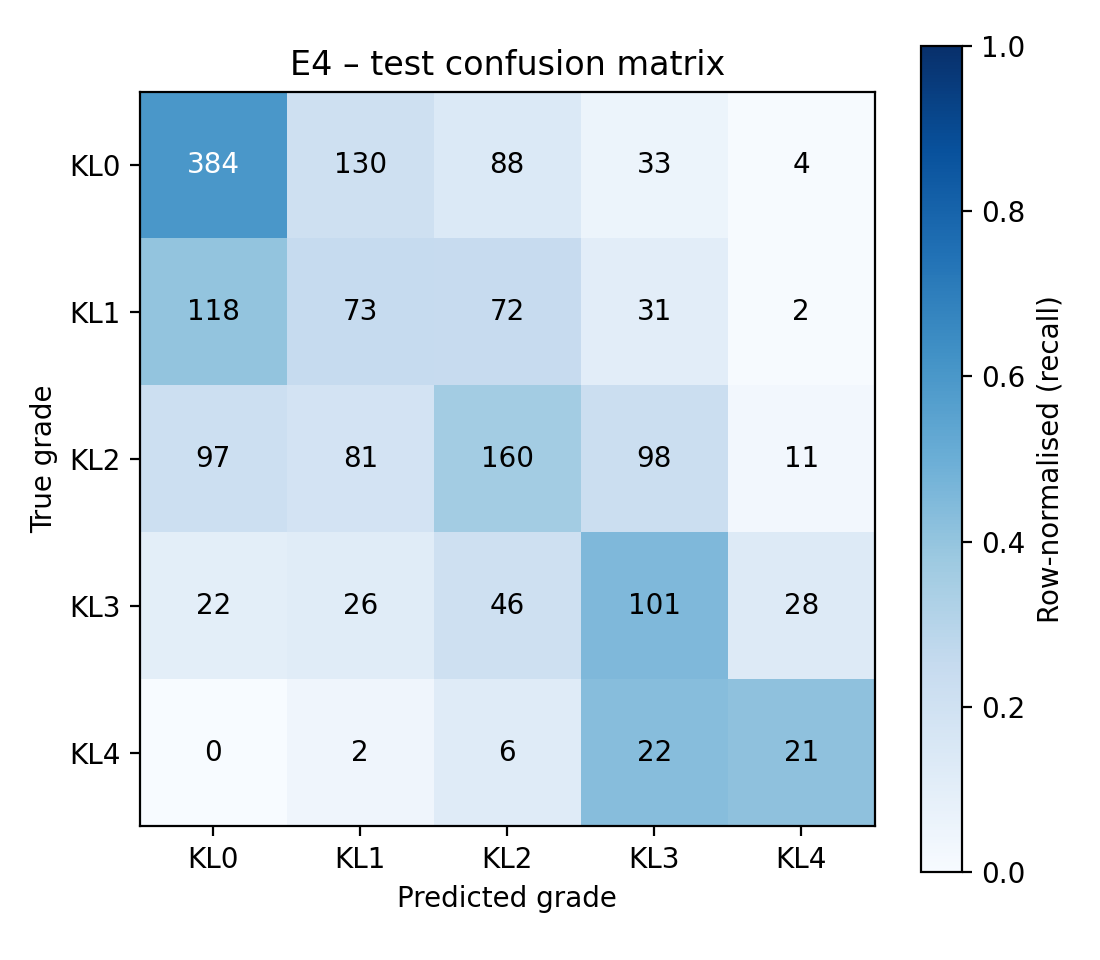 E4 – test confusion matrix
KL0 384 130 88 33 4
KL1 118 73 72 31 2
KL2 97 81 160 98 11
KL3 22 26 46 101 28
KL4 0 2 6 22 21
KL0 KL1 KL2 KL3 KL4
Predicted grade
True grade
1.0
0.8
0.6
0.4
0.2
0.0
Row-normalised (recall)